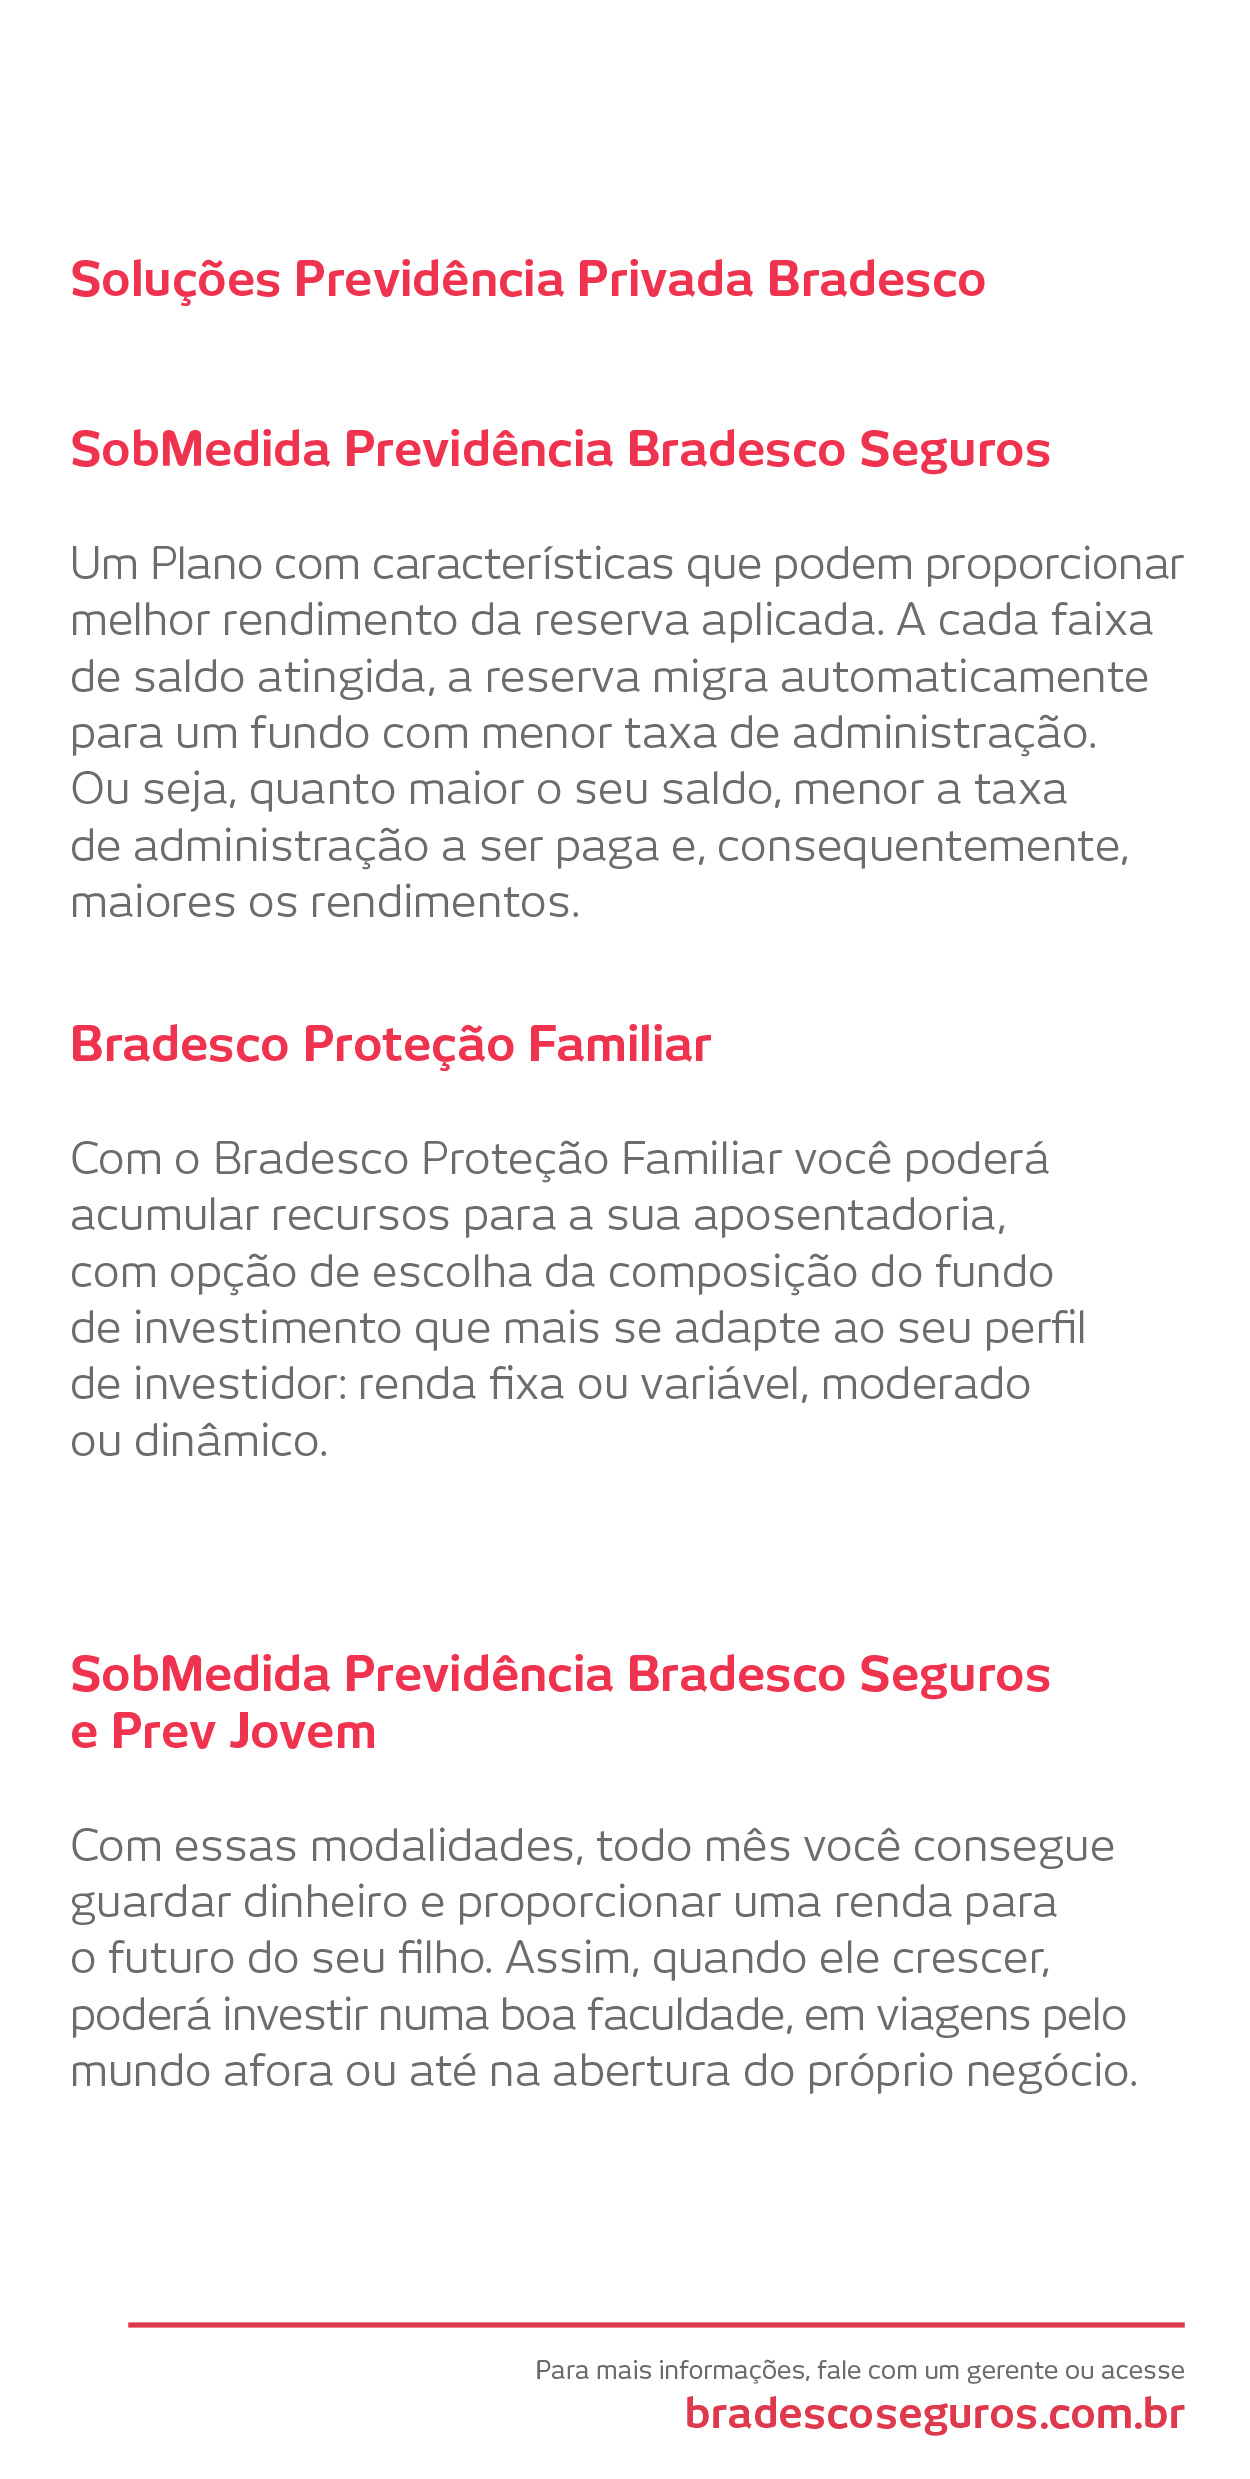 Soluções Previdência Privada Bradesco
SobMedida Previdência Bradesco Seguros
Um Plano com características que podem proporcionar
melhor rendimento da reserva aplicada. A cada faixa
de saldo atingida, a reserva migra automaticamente
para um fundo com menor taxa de administração.
Ou seja, quanto maior o seu saldo, menor a taxa
de administração a ser paga e, consequentemente,
maiores os rendimentos.
Bradesco Proteção Familiar
Com o Bradesco Proteção Familiar você poderá
acumular recursos para a sua aposentadoria,
com opção de escolha da composição do fundo
de investimento que mais se adapte ao seu perfil
de investidor: renda fixa ou variável, moderado
ou dinâmico.
SobMedida Previdência Bradesco Seguros
e Prev Jovem
Com essas modalidades, todo mês você consegue
guardar dinheiro e proporcionar uma renda para
o futuro do seu filho. Assim, quando ele crescer,
poderá investir numa boa faculdade, em viagens pelo
mundo afora ou até na abertura do próprio negócio.
Para mais informações, fale com um gerente ou acesse
bradescoseguros.com.br